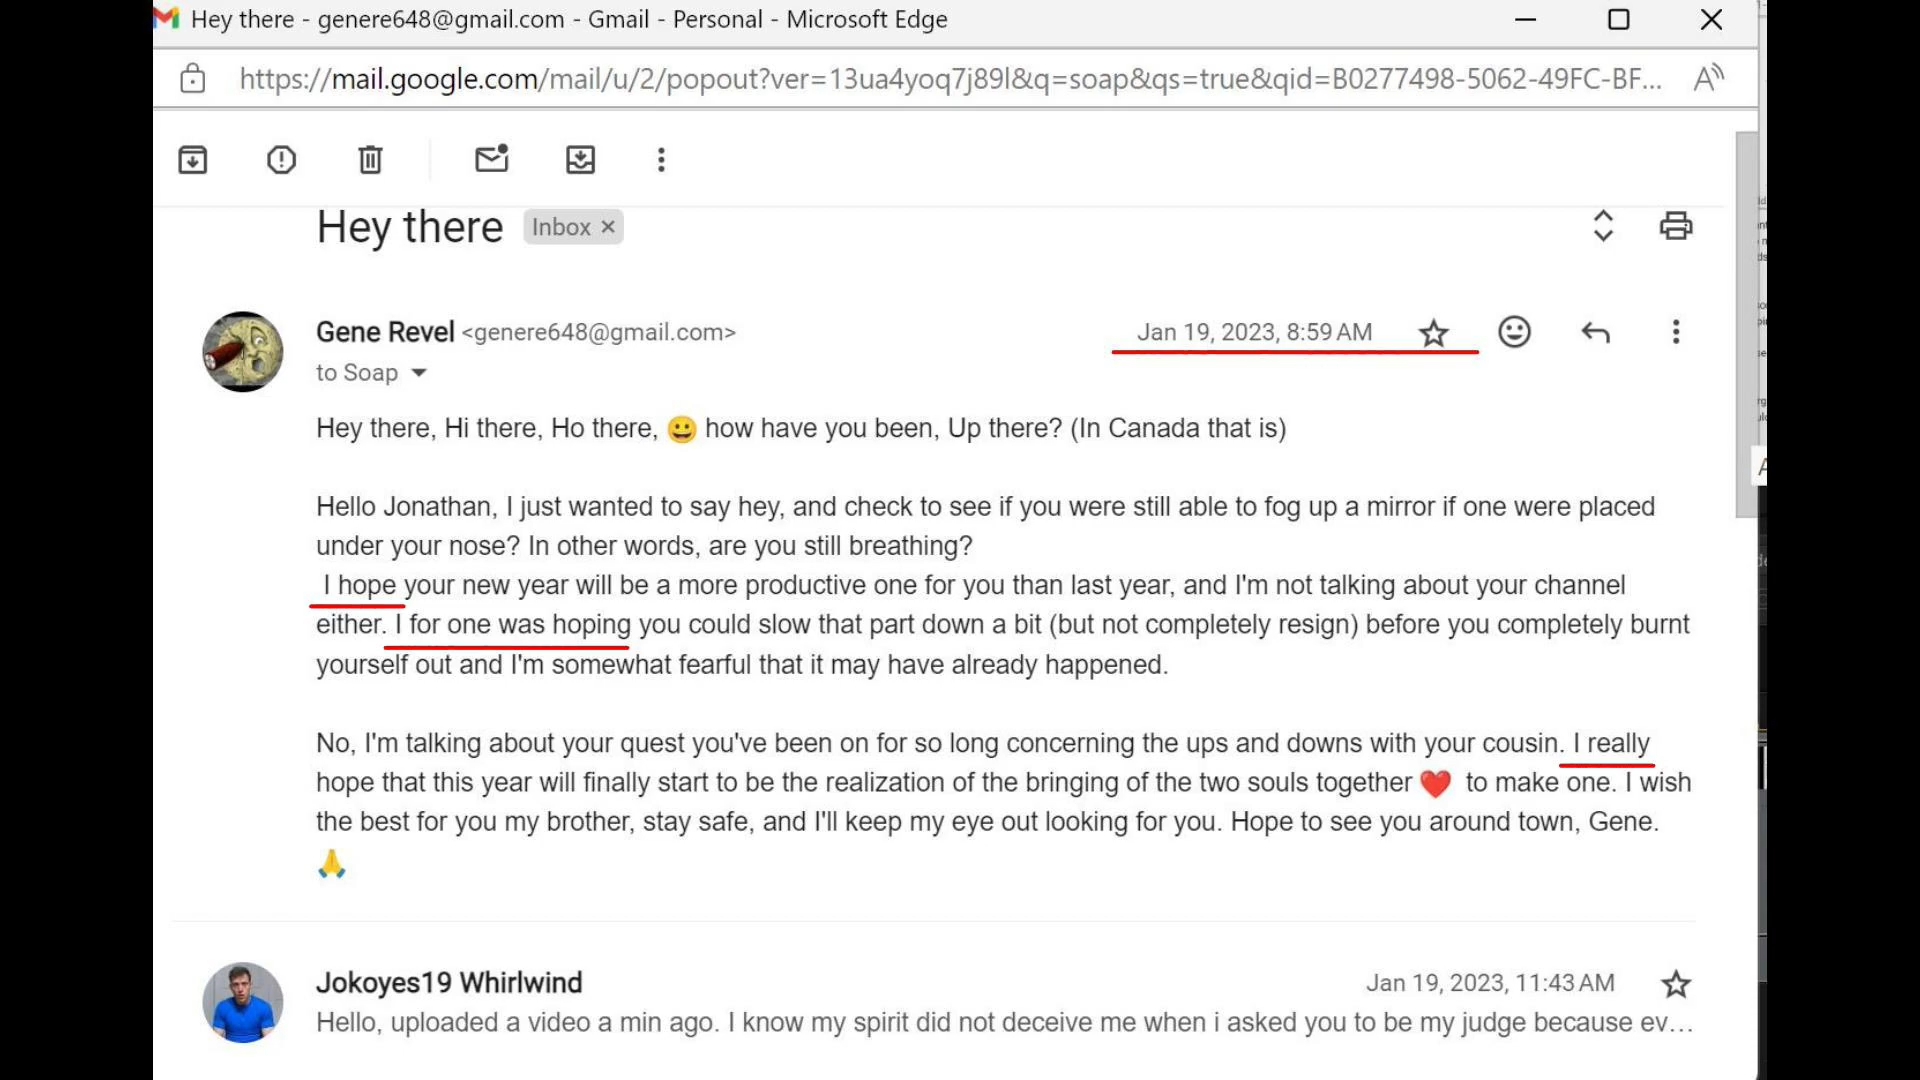 Hey there - genere648@gmail.com - Gmail - Personal - Microsoft Edge
https://mail.google.com/mail/u/2/popout?ver=13ua4yoq7j89l&q=soap&qs=true&qid=B0277498-5062-49FC-BF...
Hey there Inbox ×
Gene Revel <genere648@gmail.com> Jan 19, 2023, 8:59 AM
to Soap
Hey there, Hi there, Ho there, 😀 how have you been, Up there? (In Canada that is)
Hello Jonathan, I just wanted to say hey, and check to see if you were still able to fog up a mirror if one were placed
under your nose? In other words, are you still breathing?
I hope your new year will be a more productive one for you than last year, and I'm not talking about your channel
either. I for one was hoping you could slow that part down a bit (but not completely resign) before you completely burnt
yourself out and I'm somewhat fearful that it may have already happened.
No, I'm talking about your quest you've been on for so long concerning the ups and downs with your cousin. I really
hope that this year will finally start to be the realization of the bringing of the two souls together ❤️ to make one. I wish
the best for you my brother, stay safe, and I'll keep my eye out looking for you. Hope to see you around town, Gene.
🙏
Jokoyes19 Whirlwind Jan 19, 2023, 11:43 AM
Hello, uploaded a video a min ago. I know my spirit did not deceive me when i asked you to be my judge because ev...